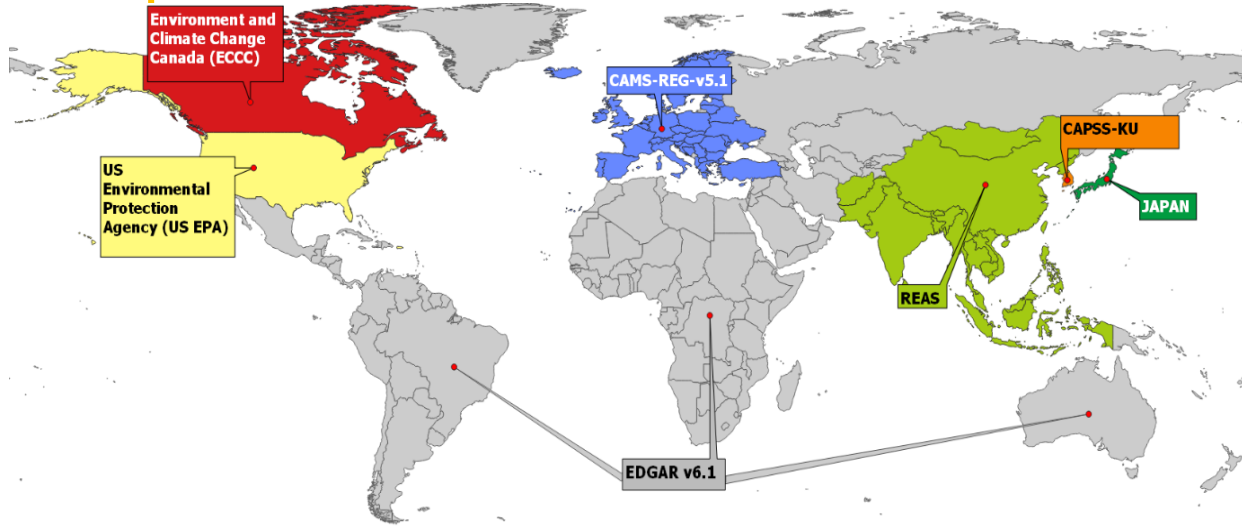 Environment and
Climate Change
Canada (ECCC)
CAMS-REG-v5.1
CAPSS-KU
US
Environmental
Protection
Agency (US EPA)
JAPAN
REAS
EDGAR v6.1